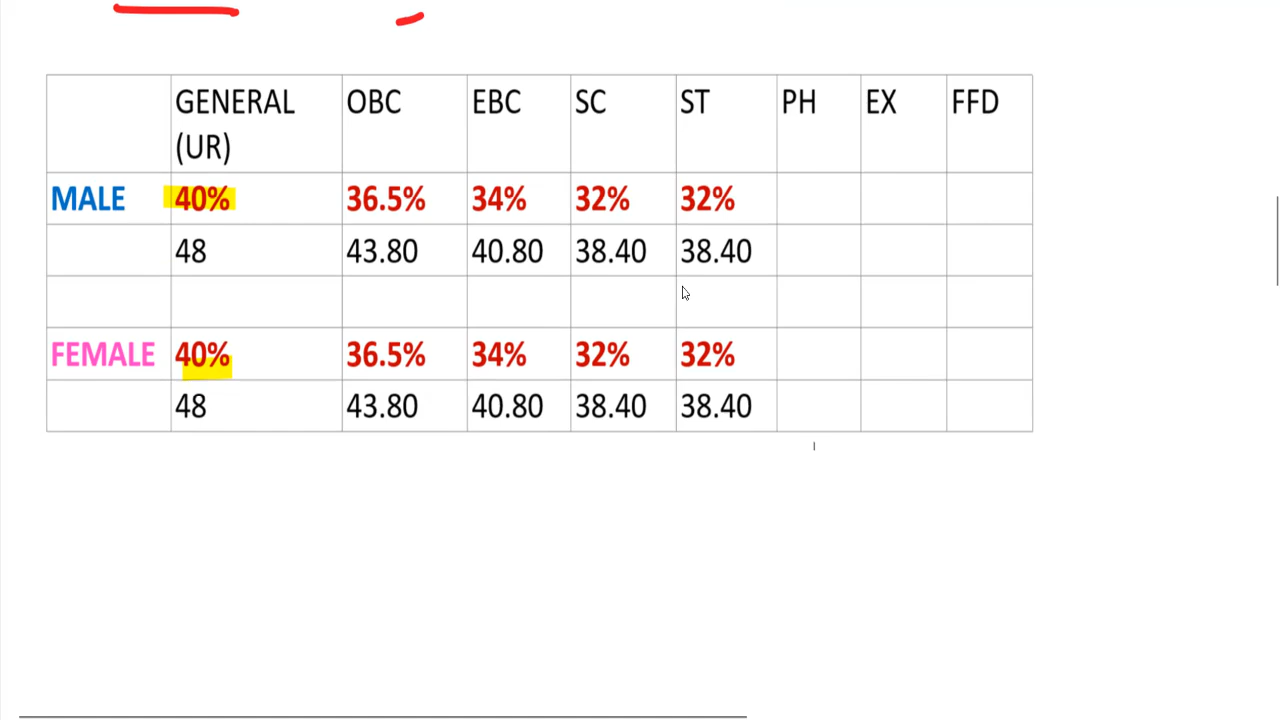 GENERAL (UR) OBC EBC SC ST PH EX FFD
MALE 40% 36.5% 34% 32% 32%
48 43.80 40.80 38.40 38.40
FEMALE 40% 36.5% 34% 32% 32%
48 43.80 40.80 38.40 38.40